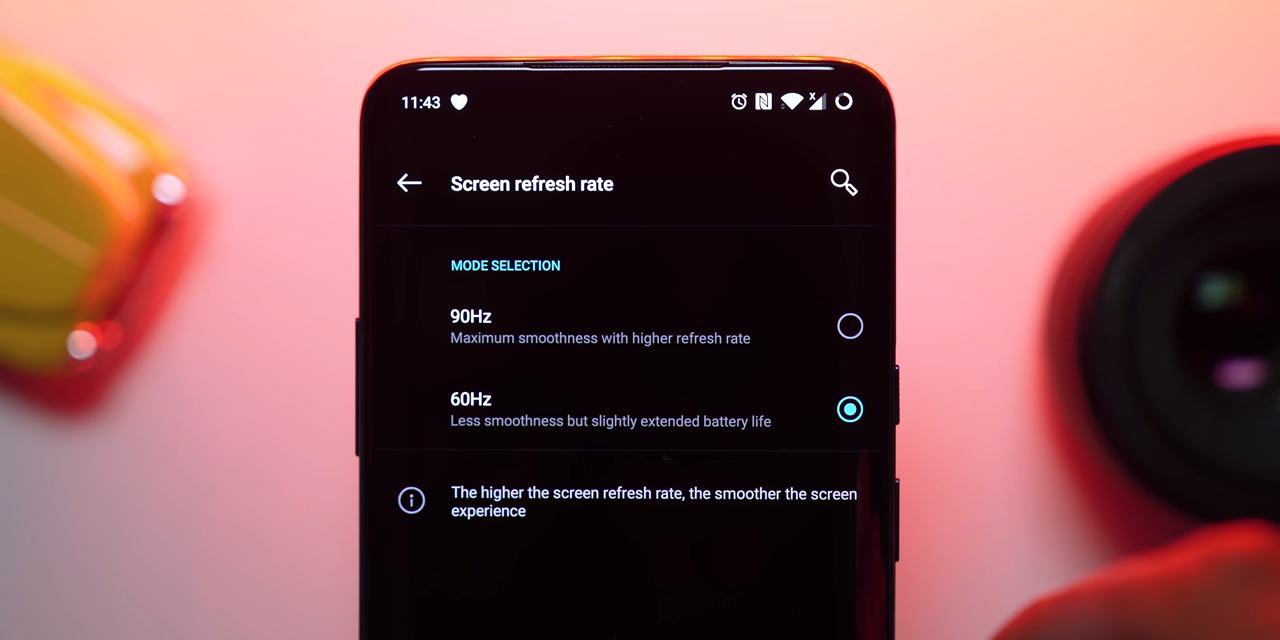 11:43
Screen refresh rate
MODE SELECTION
90Hz
Maximum smoothness with higher refresh rate
60Hz
Less smoothness but slightly extended battery life
The higher the screen refresh rate, the smoother the screen
experience